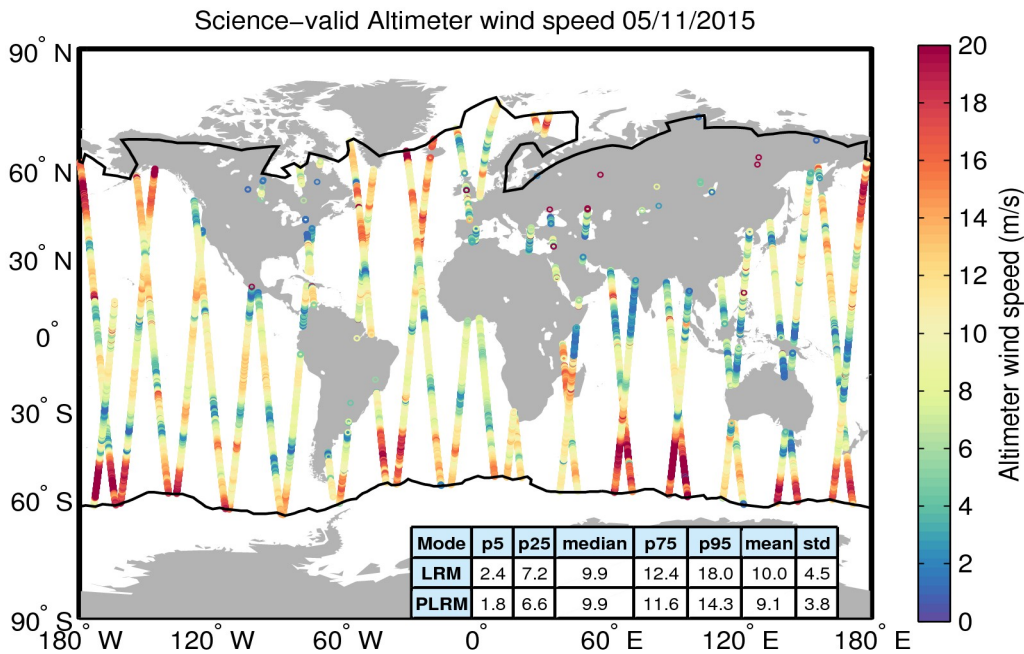 Science−valid Altimeter wind speed 05/11/2015
90° N
60° N
30° N
0°
30° S
60° S
90° S
180° W
120° W
60° W
0°
60° E
120° E
180° E
Mode p5 p25 median p75 p95 mean std
LRM 2.4 7.2 9.9 12.4 18.0 10.0 4.5
PLRM 1.8 6.6 9.9 11.6 14.3 9.1 3.8
20
18
16
14
12
10
8
6
4
2
0
Altimeter wind speed (m/s)